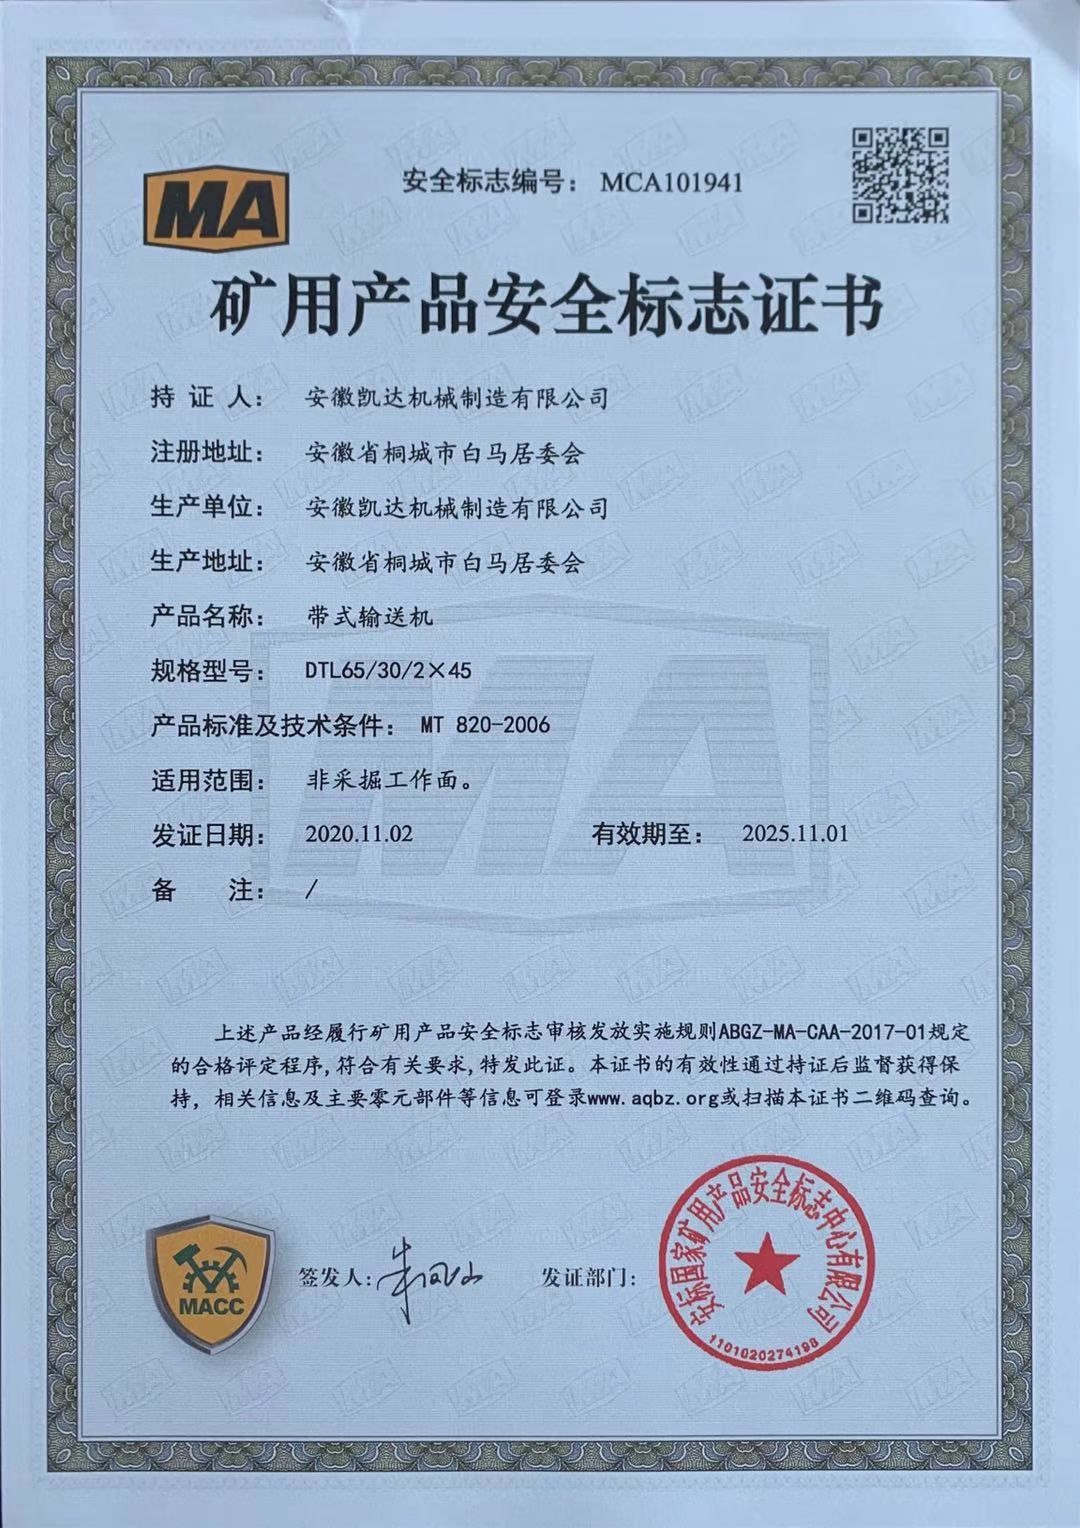 MA
安全标志编号： MCA101941
矿用产品安全标志证书
持 证 人： 安徽凯达机械制造有限公司
注册地址： 安徽省桐城市白马居委会
生产单位： 安徽凯达机械制造有限公司
生产地址： 安徽省桐城市白马居委会
产品名称： 带式输送机
规格型号： DTL65/30/2×45
产品标准及技术条件： MT 820-2006
适用范围： 非采掘工作面。
发证日期： 2020.11.02 有效期至： 2025.11.01
备 注： /
上述产品经履行矿用产品安全标志审核发放实施规则ABGZ-MA-CAA-2017-01规定
的合格评定程序,符合有关要求,特发此证。本证书的有效性通过持证后监督获得保
持，相关信息及主要零元部件等信息可登录www.aqbz.org或扫描本证书二维码查询。
MACC
签发人: 发证部门:
安标国家矿用产品安全标志中心有限公司
1101020274198